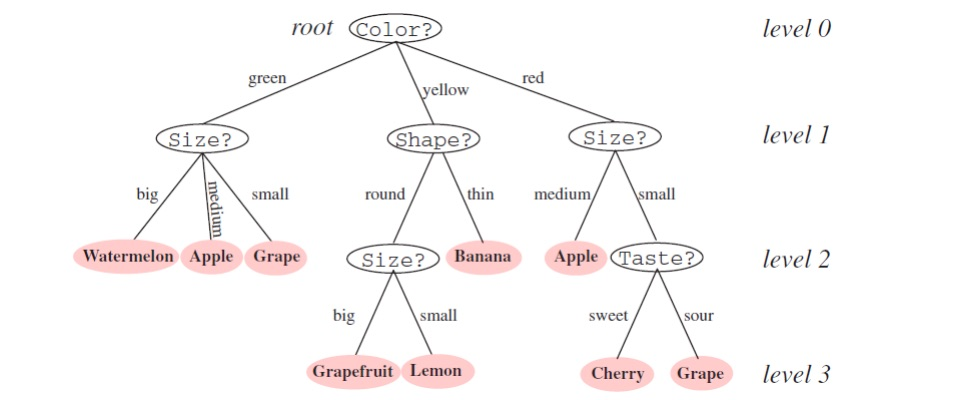 root Color? level 0
green yellow red
Size? Shape? Size? level 1
big medium small round thin medium small
Watermelon Apple Grape Size? Banana Apple Taste? level 2
big small sweet sour
Grapefruit Lemon Cherry Grape level 3